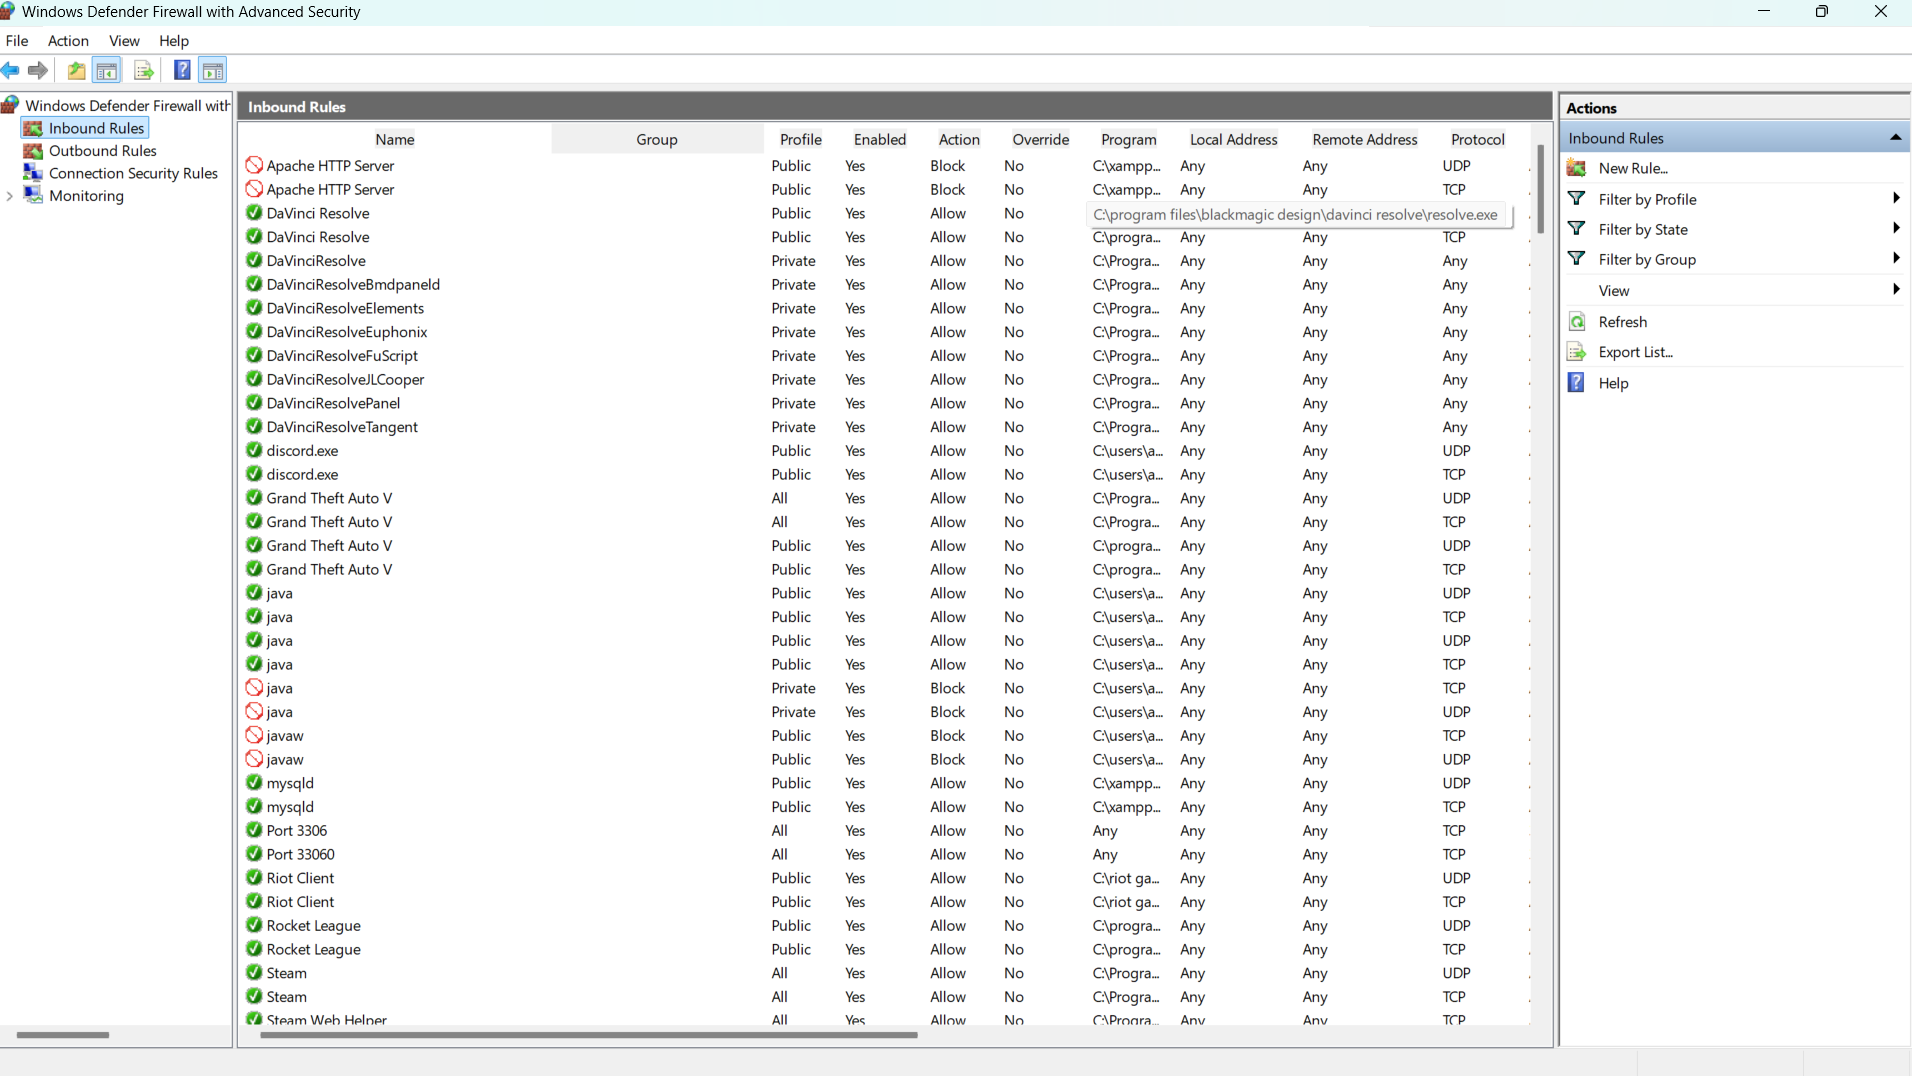 Windows Defender Firewall with Advanced Security
File Action View Help
Windows Defender Firewall with
Inbound Rules
Outbound Rules
Connection Security Rules
Monitoring
Inbound Rules
Name Group Profile Enabled Action Override Program Local Address Remote Address Protocol
Apache HTTP Server Public Yes Block No C:\xampp... Any Any UDP
Apache HTTP Server Public Yes Block No C:\xampp... Any Any TCP
DaVinci Resolve Public Yes Allow No C:\program files\blackmagic design\davinci resolve\resolve.exe
DaVinci Resolve Public Yes Allow No C:\progra... Any Any TCP
DaVinciResolve Private Yes Allow No C:\Progra... Any Any Any
DaVinciResolveBmdpaneld Private Yes Allow No C:\Progra... Any Any Any
DaVinciResolveElements Private Yes Allow No C:\Progra... Any Any Any
DaVinciResolveEuphonix Private Yes Allow No C:\Progra... Any Any Any
DaVinciResolveFuScript Private Yes Allow No C:\Progra... Any Any Any
DaVinciResolveJLCooper Private Yes Allow No C:\Progra... Any Any Any
DaVinciResolvePanel Private Yes Allow No C:\Progra... Any Any Any
DaVinciResolveTangent Private Yes Allow No C:\Progra... Any Any Any
discord.exe Public Yes Allow No C:\users\a... Any Any UDP
discord.exe Public Yes Allow No C:\users\a... Any Any TCP
Grand Theft Auto V All Yes Allow No C:\Progra... Any Any UDP
Grand Theft Auto V All Yes Allow No C:\Progra... Any Any TCP
Grand Theft Auto V Public Yes Allow No C:\progra... Any Any UDP
Grand Theft Auto V Public Yes Allow No C:\progra... Any Any TCP
java Public Yes Allow No C:\users\a... Any Any UDP
java Public Yes Allow No C:\users\a... Any Any TCP
java Public Yes Allow No C:\users\a... Any Any UDP
java Public Yes Allow No C:\users\a... Any Any TCP
java Private Yes Block No C:\users\a... Any Any TCP
java Private Yes Block No C:\users\a... Any Any UDP
javaw Public Yes Block No C:\users\a... Any Any TCP
javaw Public Yes Block No C:\users\a... Any Any UDP
mysqld Public Yes Allow No C:\xampp... Any Any UDP
mysqld Public Yes Allow No C:\xampp... Any Any TCP
Port 3306 All Yes Allow No Any Any Any TCP
Port 33060 All Yes Allow No Any Any Any TCP
Riot Client Public Yes Allow No C:\riot ga... Any Any UDP
Riot Client Public Yes Allow No C:\riot ga... Any Any TCP
Rocket League Public Yes Allow No C:\progra... Any Any UDP
Rocket League Public Yes Allow No C:\progra... Any Any TCP
Steam All Yes Allow No C:\Progra... Any Any UDP
Steam All Yes Allow No C:\Progra... Any Any TCP
Steam Web Helper All Yes Allow No C:\Progra... Any Any TCP
Actions
Inbound Rules
New Rule...
Filter by Profile
Filter by State
Filter by Group
View
Refresh
Export List...
Help